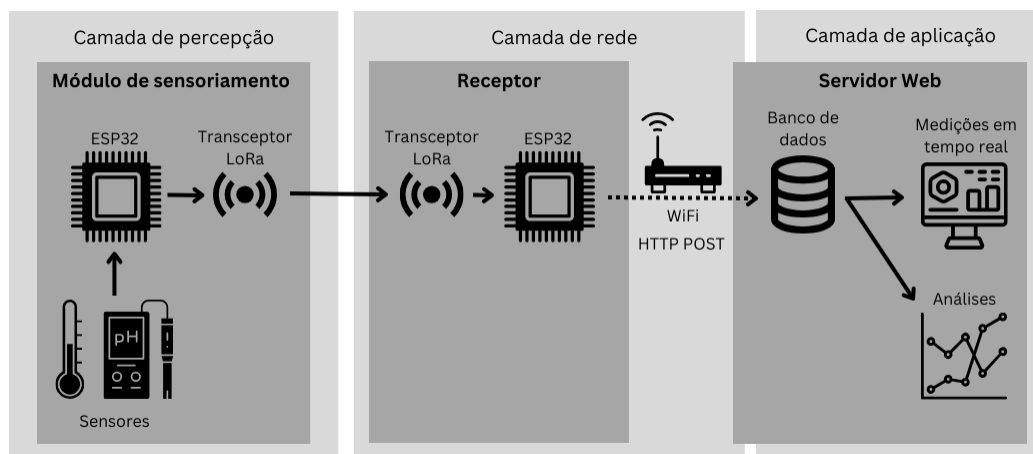 Camada de percepção
Módulo de sensoriamento
ESP32
Transceptor
LoRa
pH
Sensores
Camada de rede
Receptor
Transceptor
LoRa
ESP32
WiFi
HTTP POST
Camada de aplicação
Servidor Web
Banco de
dados
Medições em
tempo real
Análises